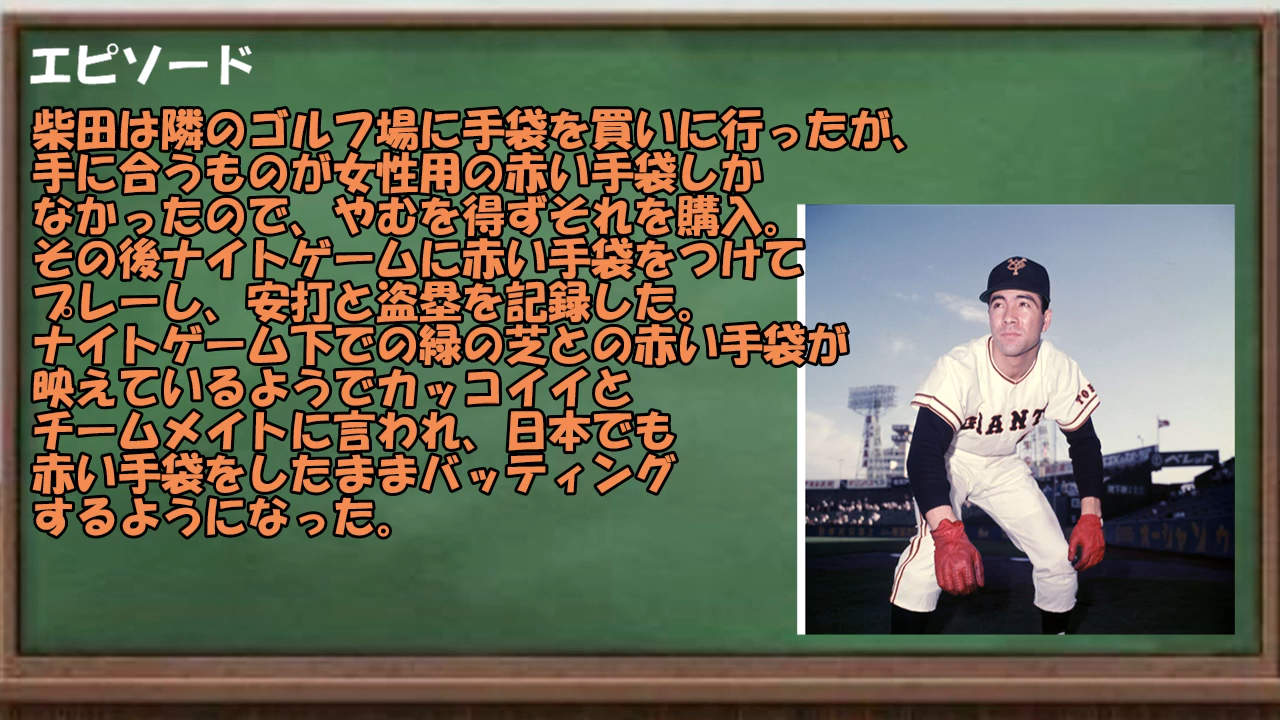 エピソード
柴田は隣のゴルフ場に手袋を買いに行ったが、
手に合うものが女性用の赤い手袋しか
なかったので、やむを得ずそれを購入。
その後ナイトゲームに赤い手袋をつけて
プレーし、安打と盗塁を記録した。
ナイトゲーム下での緑の芝との赤い手袋が
映えているようでカッコイイと
チームメイトに言われ、日本でも
赤い手袋をしたままバッティング
するようになった。
YG
GIANT
TO
ペレット